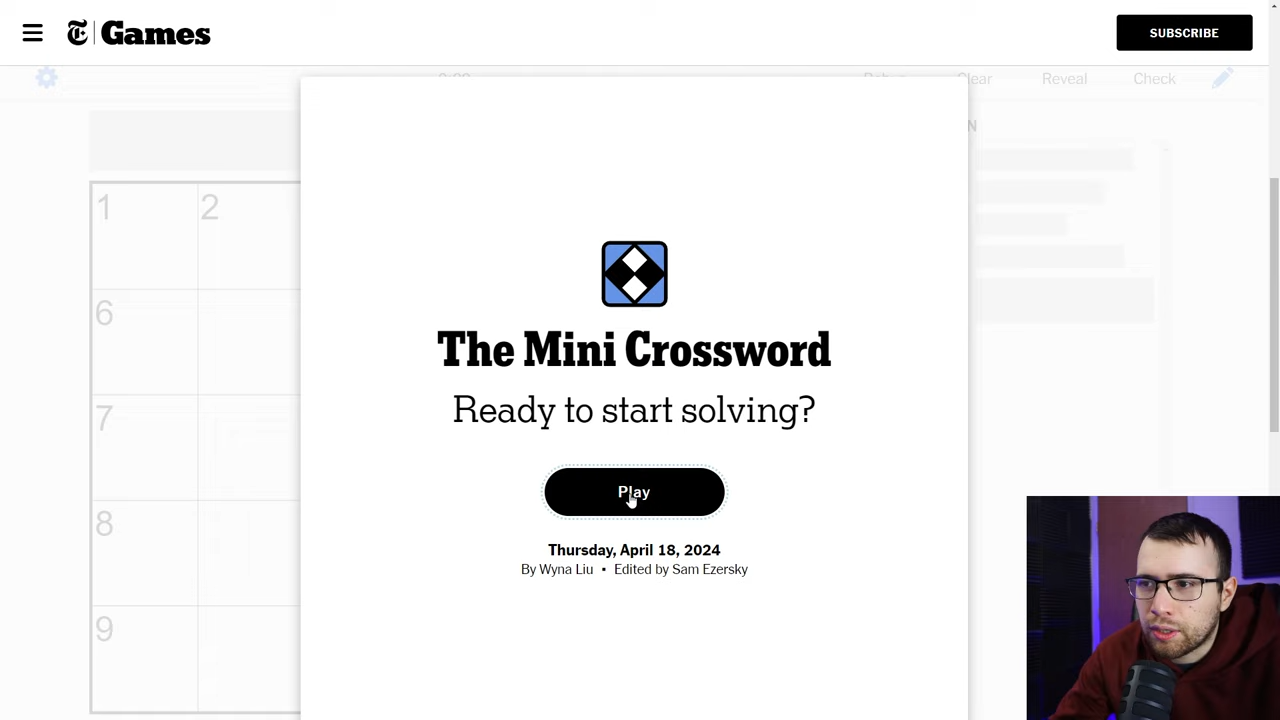 T Games
SUBSCRIBE
Clear
Reveal
Check
N
1
2
6
7
8
9
The Mini Crossword
Ready to start solving?
Play
Thursday, April 18, 2024
By Wyna Liu ▪ Edited by Sam Ezersky